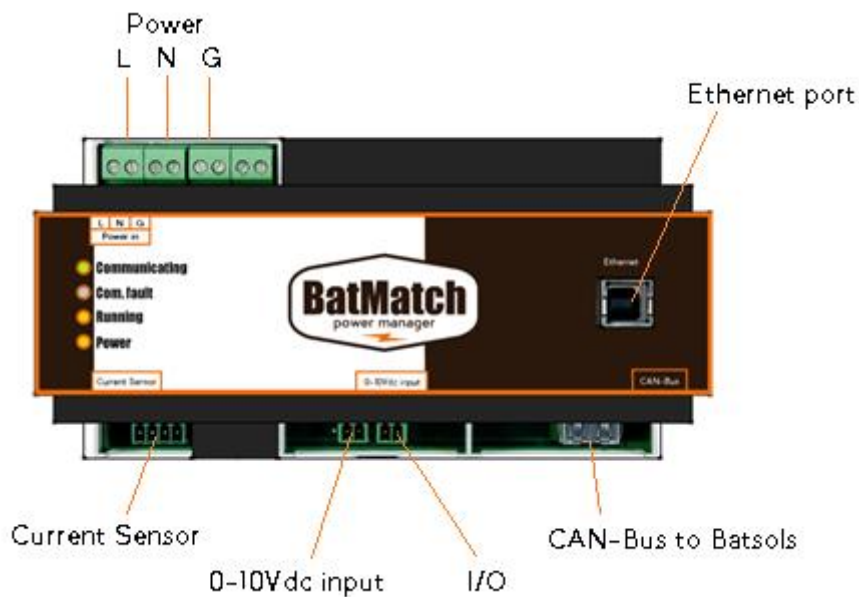 Power
L N G
Ethernet port
L N G
Power in
Communicating
Com. fault
Running
Power
BatMatch
power manager
Ethernet
Current Sensor
0-10Vdc input
CAN-Bus
Current Sensor
0-10Vdc input
I/O
CAN-Bus to Batsols